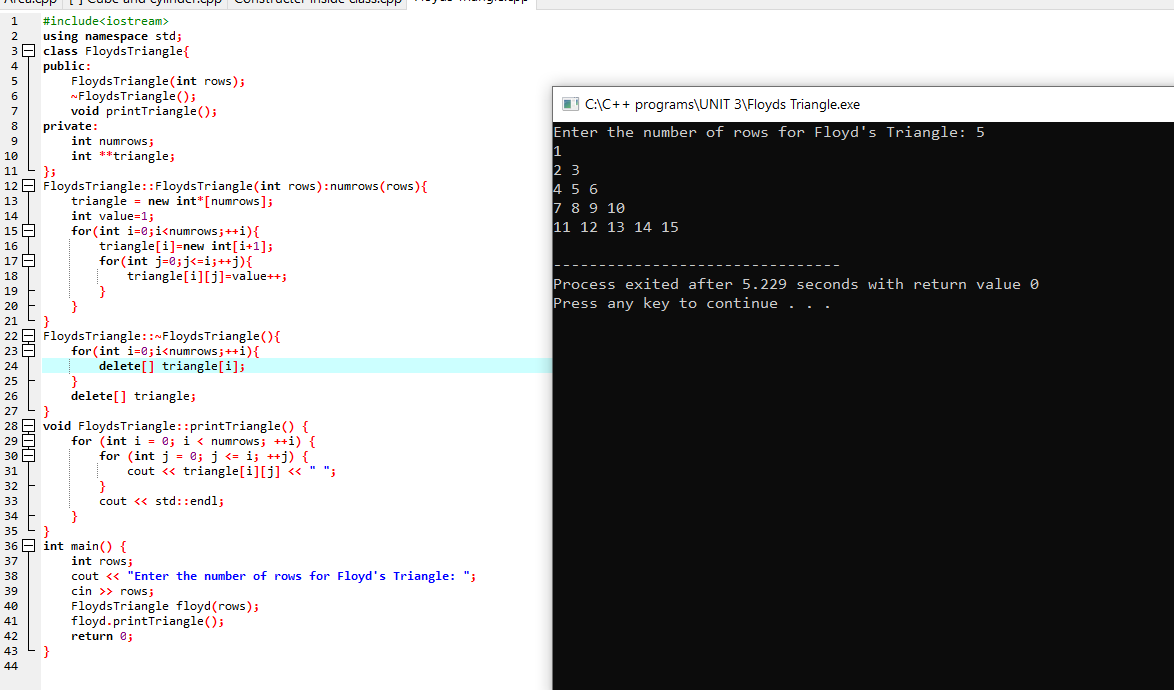 Area.cpp [*] Cube and cylinder.cpp Constructer inside class.cpp Floyds Triangle.cpp
1 #include<iostream>
2 using namespace std;
3 class FloydsTriangle{
4 public:
5 FloydsTriangle(int rows);
6 ~FloydsTriangle();
7 void printTriangle();
8 private:
9 int numrows;
10 int **triangle;
11 };
12 FloydsTriangle::FloydsTriangle(int rows):numrows(rows){
13 triangle = new int*[numrows];
14 int value=1;
15 for(int i=0;i<numrows;++i){
16 triangle[i]=new int[i+1];
17 for(int j=0;j<=i;++j){
18 triangle[i][j]=value++;
19 }
20 }
21 }
22 FloydsTriangle::~FloydsTriangle(){
23 for(int i=0;i<numrows;++i){
24 delete[] triangle[i];
25 }
26 delete[] triangle;
27 }
28 void FloydsTriangle::printTriangle() {
29 for (int i = 0; i < numrows; ++i) {
30 for (int j = 0; j <= i; ++j) {
31 cout << triangle[i][j] << " ";
32 }
33 cout << std::endl;
34 }
35 }
36 int main() {
37 int rows;
38 cout << "Enter the number of rows for Floyd's Triangle: ";
39 cin >> rows;
40 FloydsTriangle floyd(rows);
41 floyd.printTriangle();
42 return 0;
43 }
44
C:\C++ programs\UNIT 3\Floyds Triangle.exe
Enter the number of rows for Floyd's Triangle: 5
1
2 3
4 5 6
7 8 9 10
11 12 13 14 15
--------------------------------
Process exited after 5.229 seconds with return value 0
Press any key to continue . . .